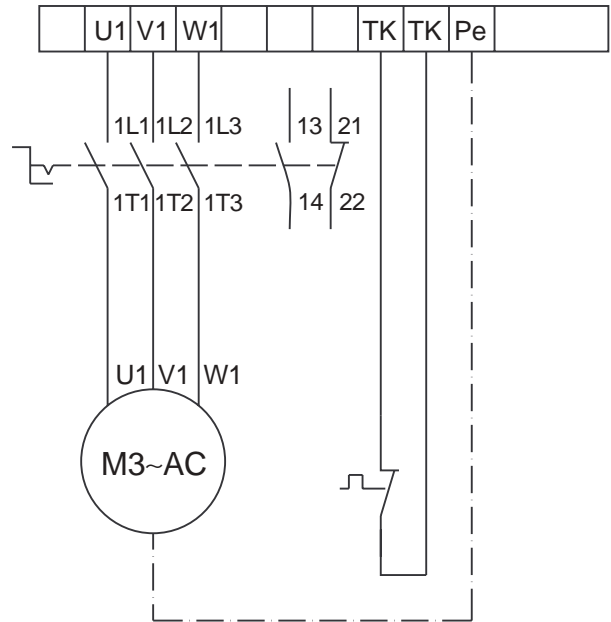 U1 V1 W1 TK TK Pe
1L1 1L2 1L3 13 21
1T1 1T2 1T3 14 22
U1 V1 W1
M3~AC